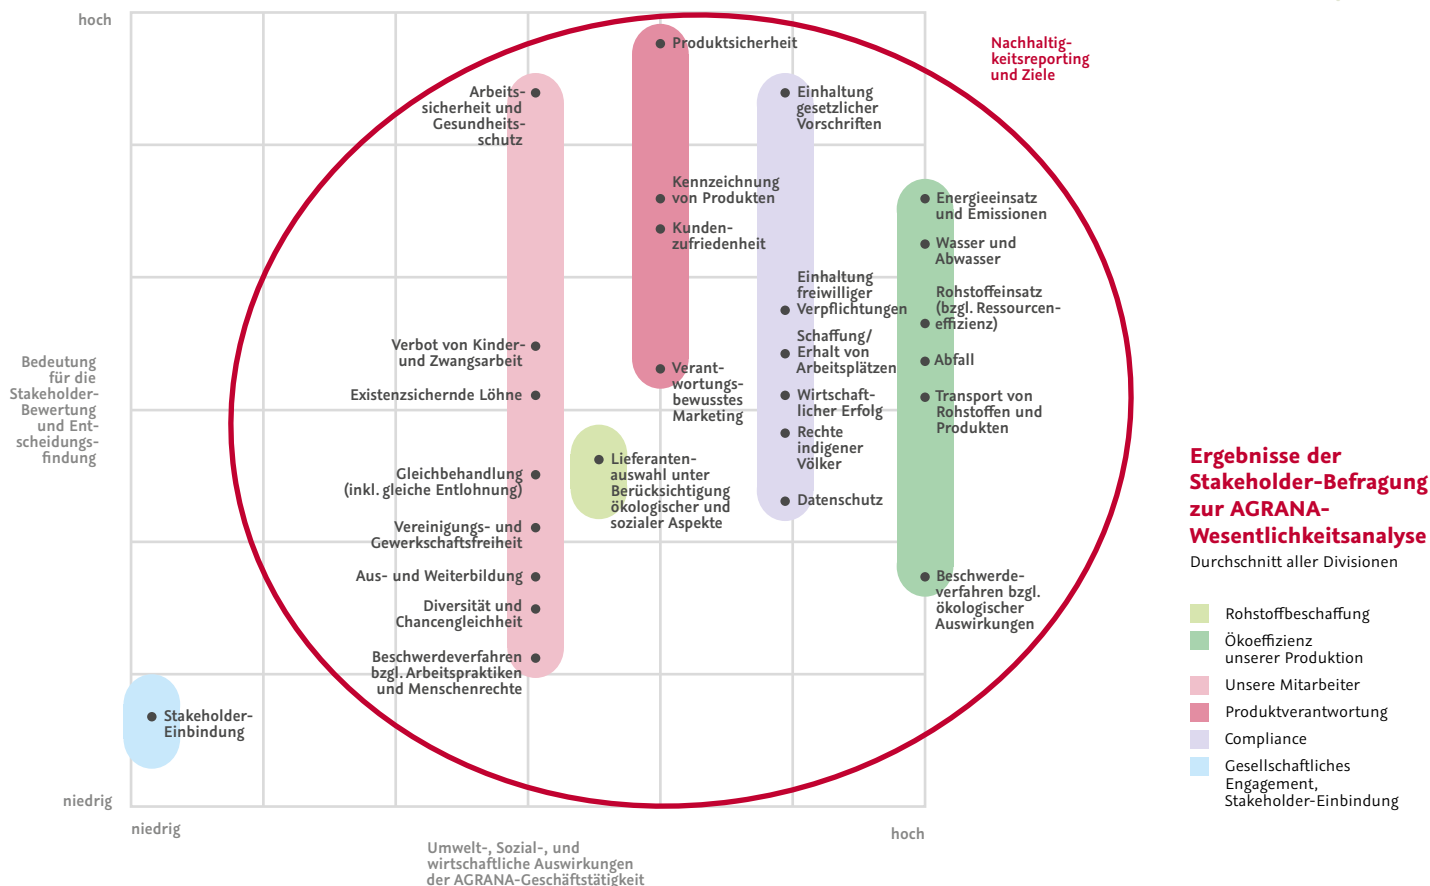 hoch
Nachhaltig-
keitsreporting
und Ziele
Produktsicherheit
Arbeits-
sicherheit und
Gesundheits-
schutz
Einhaltung
gesetzlicher
Vorschriften
Kennzeichnung
von Produkten
Kunden-
zufriedenheit
Energieeinsatz
und Emissionen
Wasser und
Abwasser
Einhaltung
freiwilliger
Verpflichtungen
Rohstoffeinsatz
(bzgl. Ressourcen-
effizienz)
Schaffung/
Erhalt von
Arbeitsplätzen
Verbot von Kinder-
und Zwangsarbeit
Abfall
Verant-
wortungs-
bewusstes
Marketing
Existenzsichernde Löhne
Wirtschaft-
licher Erfolg
Transport von
Rohstoffen und
Produkten
Bedeutung
für die
Stakeholder-
Bewertung
und Ent-
scheidungs-
findung
Rechte
indigener
Völker
Lieferanten-
auswahl unter
Berücksichtigung
ökologischer und
sozialer Aspekte
Gleichbehandlung
(inkl. gleiche Entlohnung)
Datenschutz
Vereinigungs- und
Gewerkschaftsfreiheit
Aus- und Weiterbildung
Beschwerde-
verfahren bzgl.
ökologischer
Auswirkungen
Diversität und
Chancengleichheit
Beschwerdeverfahren
bzgl. Arbeitspraktiken
und Menschenrechte
Stakeholder-
Einbindung
niedrig
niedrig
hoch
Umwelt-, Sozial-, und
wirtschaftliche Auswirkungen
der AGRANA-Geschäftstätigkeit
Ergebnisse der
Stakeholder-Befragung
zur AGRANA-
Wesentlichkeitsanalyse
Durchschnitt aller Divisionen
Rohstoffbeschaffung
Ökoeffizienz
unserer Produktion
Unsere Mitarbeiter
Produktverantwortung
Compliance
Gesellschaftliches
Engagement,
Stakeholder-Einbindung